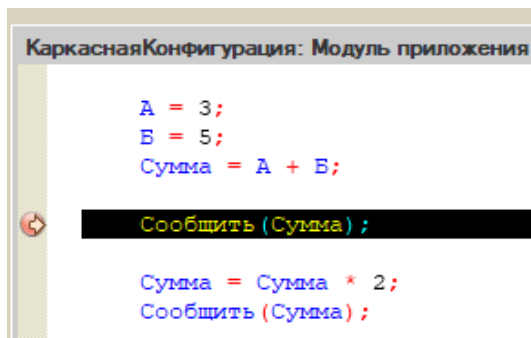 КаркаснаяКонфигурация: Модуль приложения
А = 3;
Б = 5;
Сумма = А + Б;
Сообщить(Сумма);
Сумма = Сумма * 2;
Сообщить(Сумма);